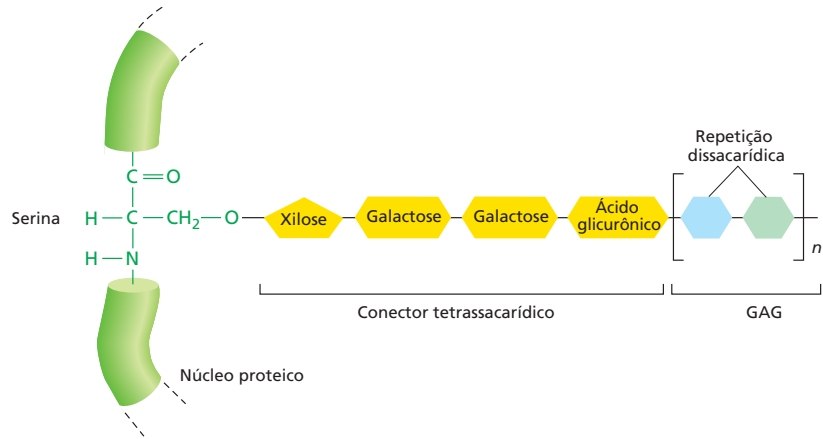 Repetição
dissacarídica
C=O
Serina
H—C—CH₂—O—
Xilose
Galactose
Galactose
Ácido
glicurônico
n
H—N
Conector tetrassacarídico
GAG
Núcleo proteico